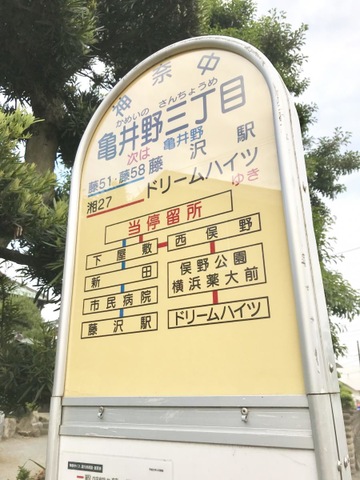 神奈中
かめいの さんちょうめ
亀井野三丁目
次は 亀井野
藤51・藤58 藤沢駅
湘27 ドリームハイツ
ゆき
当停留所
下屋敷 西俣野
新田 俣野公園
横浜薬大前
市民病院
藤沢駅 ドリームハイツ